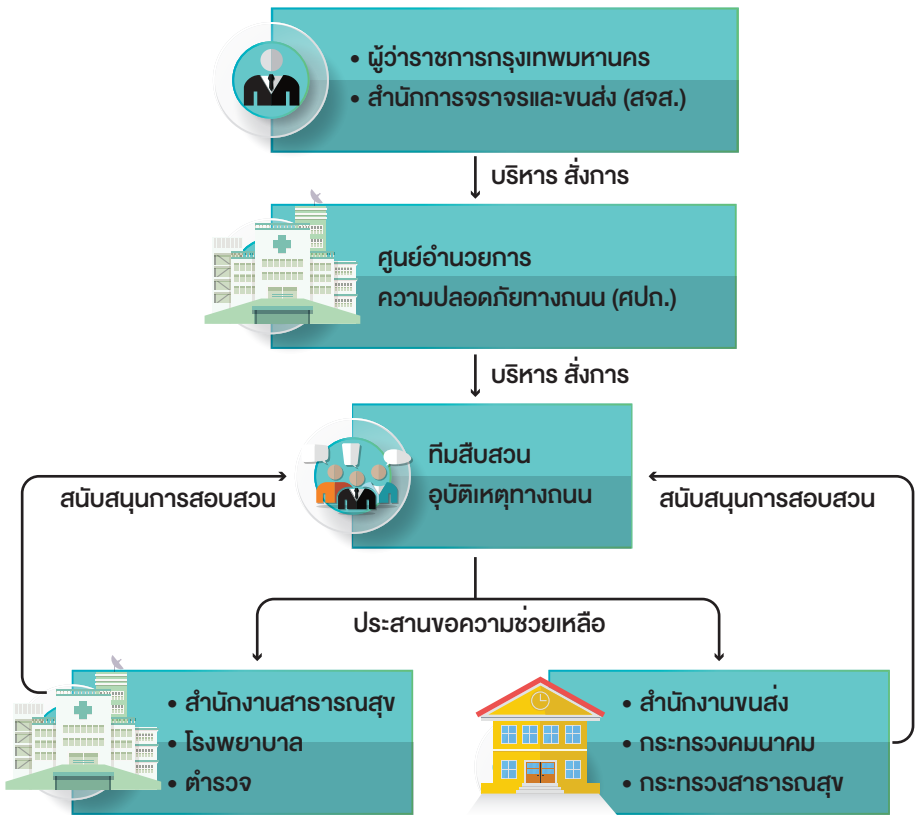 • ผู้ว่าราชการกรุงเทพมหานคร
• สำนักการจราจรและขนส่ง (สจส.)
บริหาร สั่งการ
ศูนย์อำนวยการ
ความปลอดภัยทางถนน (ศปถ.)
บริหาร สั่งการ
ทีมสืบสวน
อุบัติเหตุทางถนน
สนับสนุนการสอบสวน
สนับสนุนการสอบสวน
ประสานขอความช่วยเหลือ
• สำนักงานสาธารณสุข
• โรงพยาบาล
• ตำรวจ
• สำนักงานขนส่ง
• กระทรวงคมนาคม
• กระทรวงสาธารณสุข